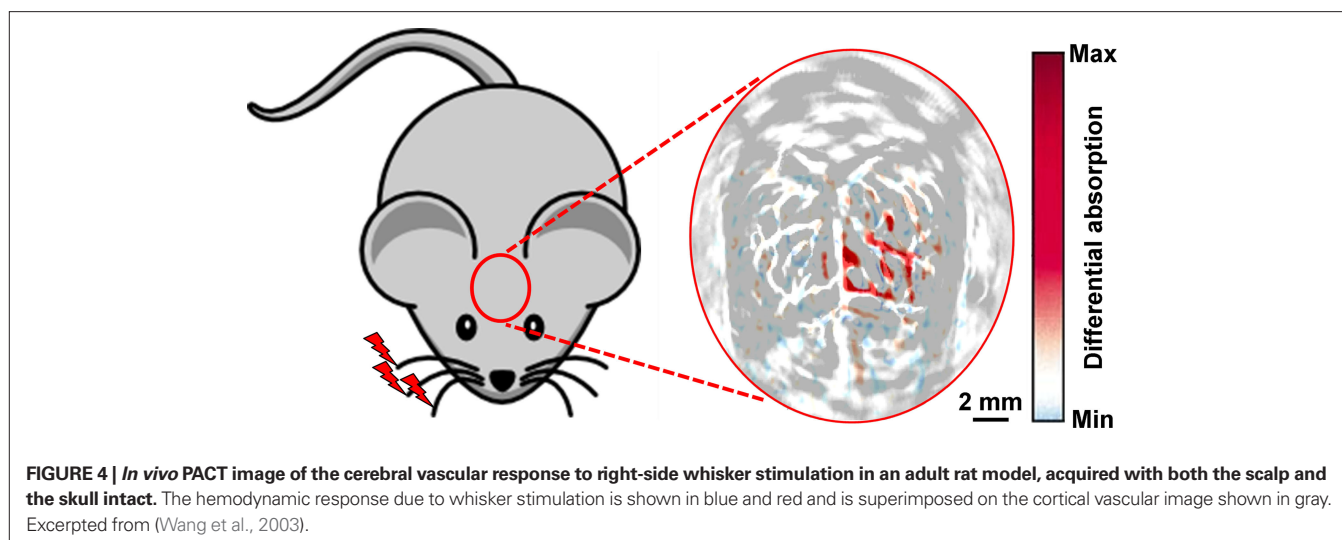 Max
Differential absorption
2 mm
Min
FIGURE 4 | In vivo PACT image of the cerebral vascular response to right-side whisker stimulation in an adult rat model, acquired with both the scalp and
the skull intact. The hemodynamic response due to whisker stimulation is shown in blue and red and is superimposed on the cortical vascular image shown in gray.
Excerpted from (Wang et al., 2003).